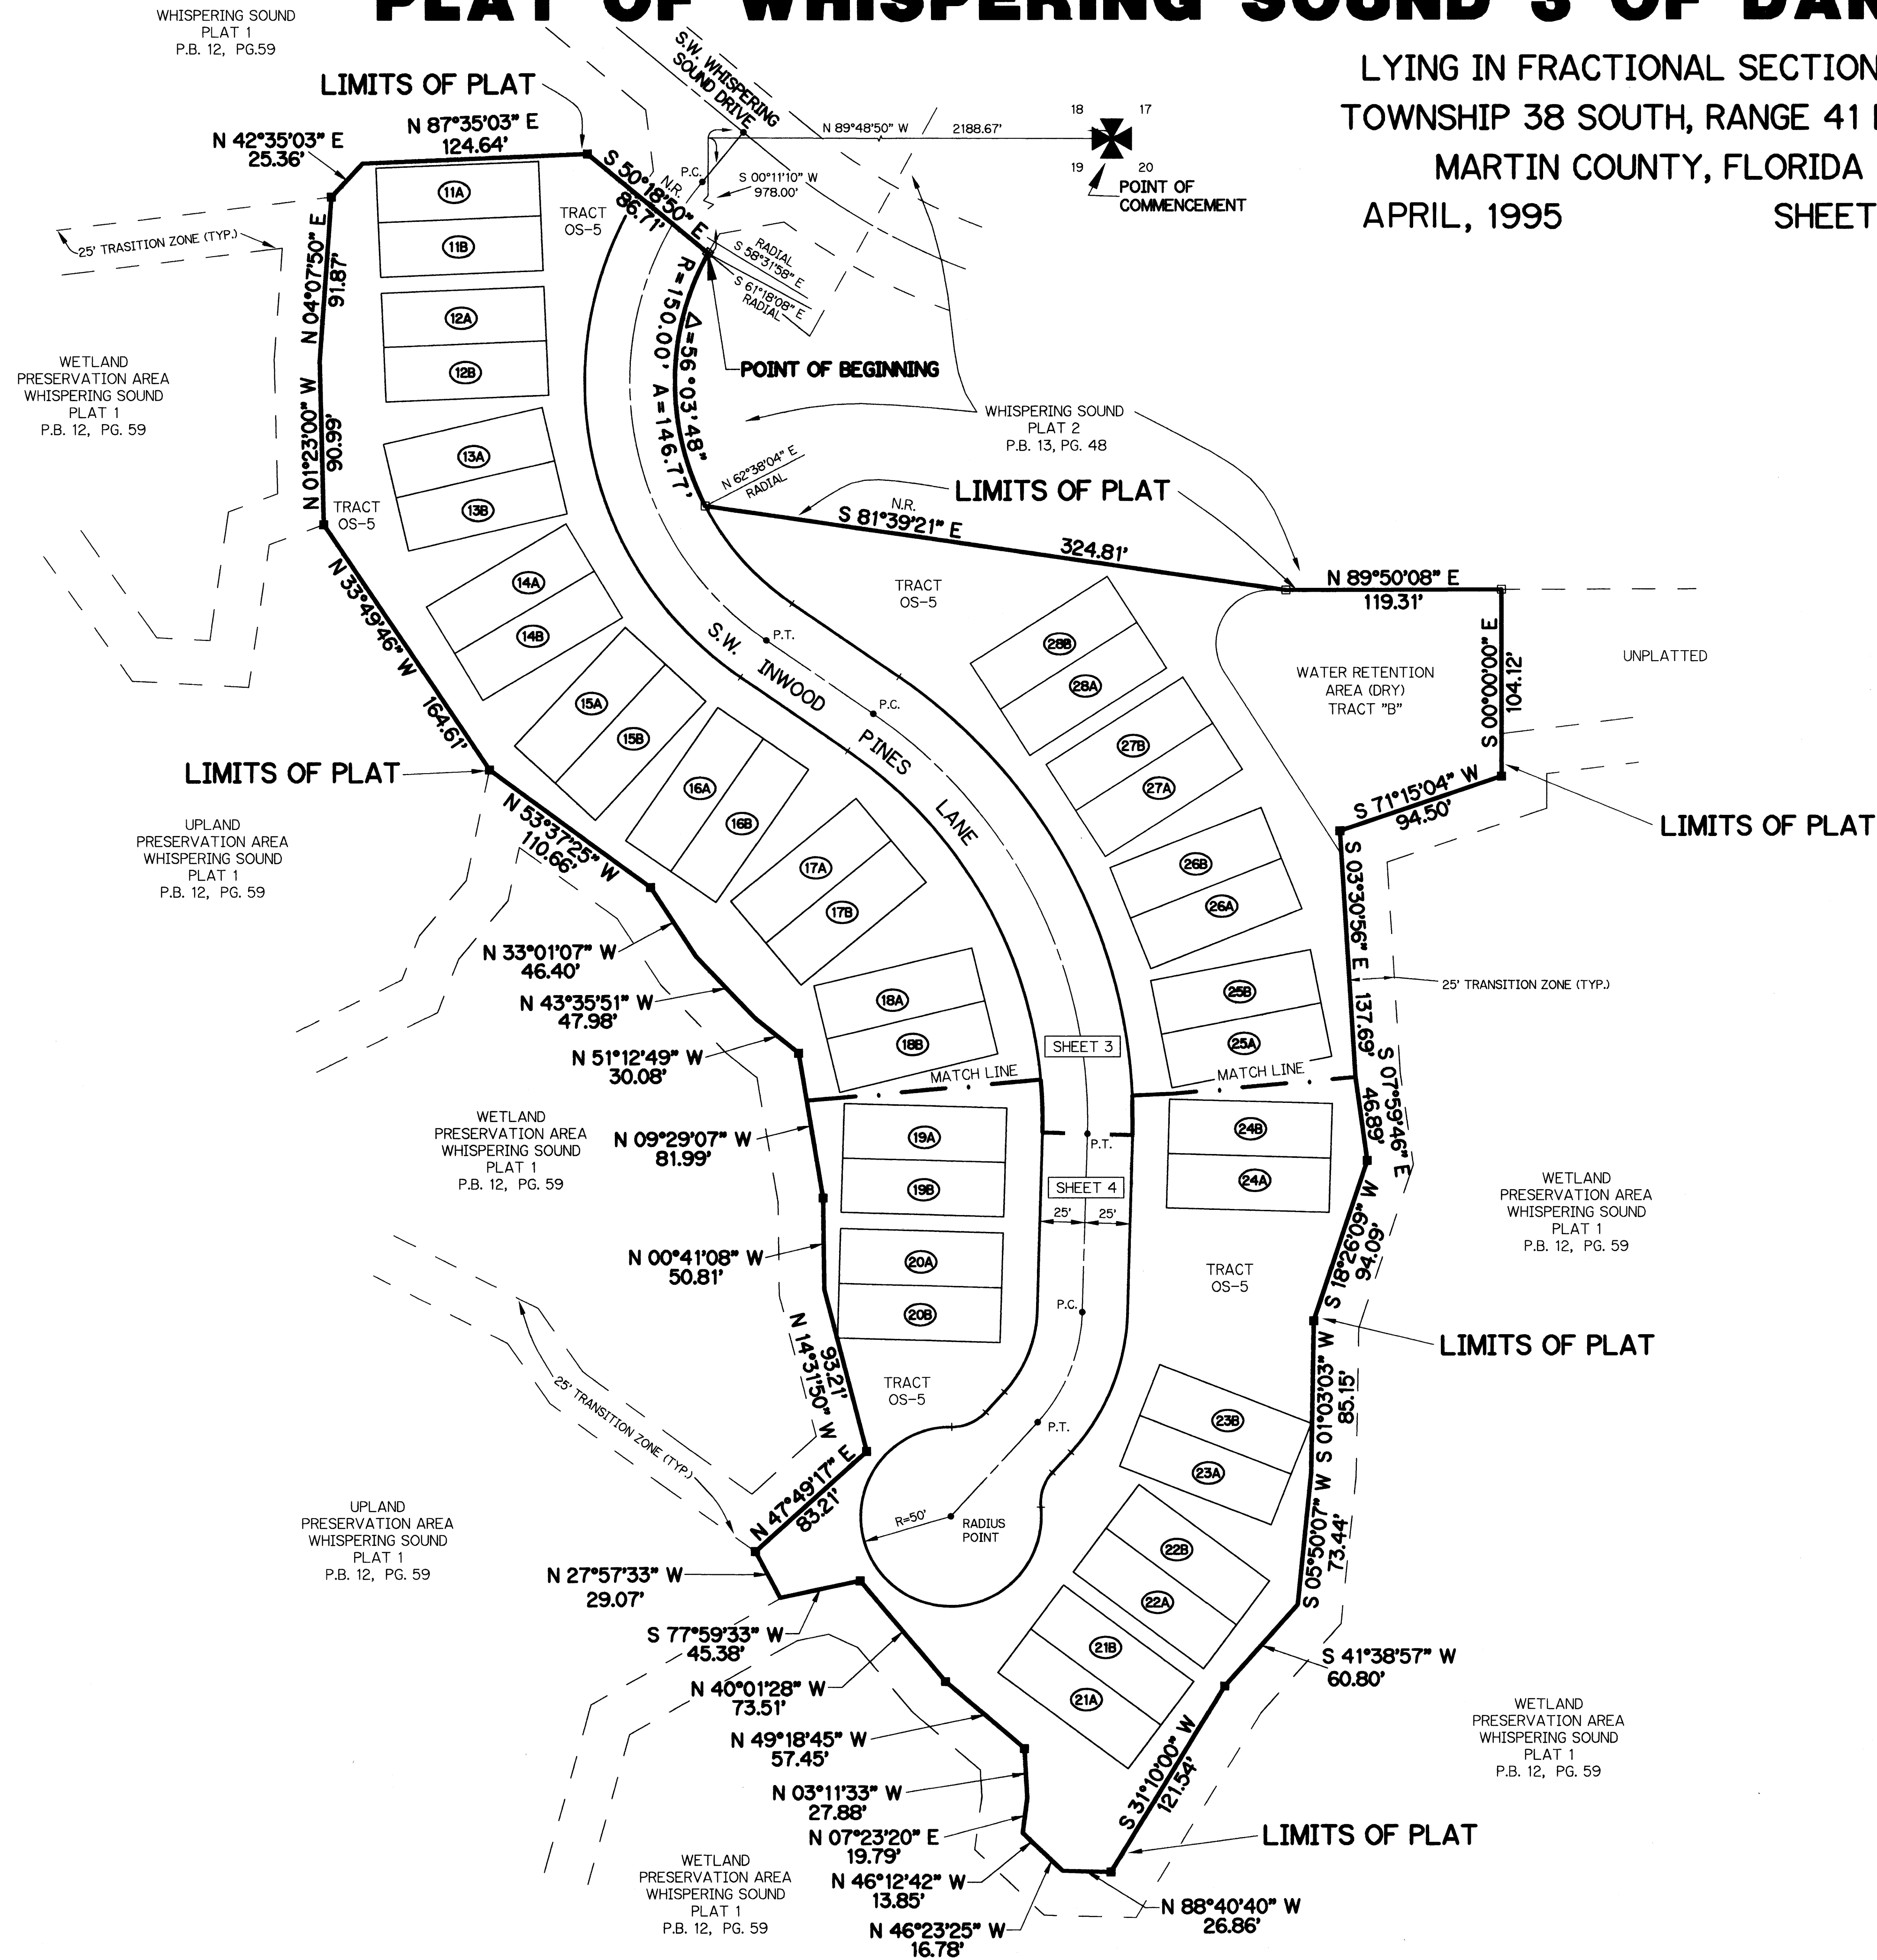 PLAT OF WHISPERING SOUND 3 OF DAN
LYING IN FRACTIONAL SECTION
TOWNSHIP 38 SOUTH, RANGE 41
MARTIN COUNTY, FLORIDA
APRIL, 1995
SHEET
WHISPERING SOUND
PLAT 1
P.B. 12, PG.59
LIMITS OF PLAT
S.W. WHISPERING
SOUND DRIVE
N 89°48'50" W 2188.67'
18
17
19
20
POINT OF
COMMENCEMENT
P.C.
S 00°11'10" W
978.00'
N 42°35'03" E
25.36'
N 87°35'03" E
124.64'
S 50°18'50" E
86.71'
N.R.
TRACT
OS-5
RADIAL
S 58°31'58" E
S 61°18'08" E
RADIAL
25' TRASITION ZONE (TYP.)
N 04°07'50" E
91.87'
11A
11B
12A
12B
13A
13B
Δ=56°03'48"
R=150.00' A=146.77'
POINT OF BEGINNING
WETLAND
PRESERVATION AREA
WHISPERING SOUND
PLAT 1
P.B. 12, PG. 59
N 01°23'00" W
90.99'
WHISPERING SOUND
PLAT 2
P.B. 13, PG. 48
N 62°38'04" E
RADIAL
LIMITS OF PLAT
N.R.
S 81°39'21" E
324.81'
TRACT
OS-5
N 33°49'46" W
164.61'
14A
14B
TRACT
OS-5
N 89°50'08" E
119.31'
S 00°00'00" E
104.12'
UNPLATTED
WATER RETENTION
AREA (DRY)
TRACT "B"
P.T.
P.C.
S.W. INWOOD PINES LANE
28B
28A
27B
27A
15A
15B
16A
16B
LIMITS OF PLAT
N 53°37'25" W
110.66'
S 71°15'04" W
94.50'
LIMITS OF PLAT
UPLAND
PRESERVATION AREA
WHISPERING SOUND
PLAT 1
P.B. 12, PG. 59
17A
17B
26B
26A
S 03°30'56" E 137.69'
N 33°01'07" W
46.40'
N 43°35'51" W
47.98'
N 51°12'49" W
30.08'
18A
18B
25B
25A
25' TRANSITION ZONE (TYP.)
SHEET 3
MATCH LINE
MATCH LINE
S 07°59'46" E
46.89'
WETLAND
PRESERVATION AREA
WHISPERING SOUND
PLAT 1
P.B. 12, PG. 59
N 09°29'07" W
81.99'
19A
19B
P.T.
SHEET 4
25'
25'
24B
24A
S 18°26'09" W
94.09'
WETLAND
PRESERVATION AREA
WHISPERING SOUND
PLAT 1
P.B. 12, PG. 59
N 00°41'08" W
50.81'
20A
20B
P.C.
TRACT
OS-5
LIMITS OF PLAT
N 14°31'50" W
93.21'
TRACT
OS-5
S 01°03'03" W
85.15'
25' TRANSITION ZONE (TYP.)
P.T.
23B
23A
N 47°49'17" E
83.21'
R=50'
RADIUS
POINT
S 05°50'07" W
73.44'
UPLAND
PRESERVATION AREA
WHISPERING SOUND
PLAT 1
P.B. 12, PG. 59
N 27°57'33" W
29.07'
22B
22A
S 77°59'33" W
45.38'
21B
21A
S 41°38'57" W
60.80'
N 40°01'28" W
73.51'
N 49°18'45" W
57.45'
S 31°10'00" W
121.54'
WETLAND
PRESERVATION AREA
WHISPERING SOUND
PLAT 1
P.B. 12, PG. 59
N 03°11'33" W
27.88'
N 07°23'20" E
19.79'
LIMITS OF PLAT
WETLAND
PRESERVATION AREA
WHISPERING SOUND
PLAT 1
P.B. 12, PG. 59
N 46°12'42" W
13.85'
N 88°40'40" W
26.86'
N 46°23'25" W
16.78'